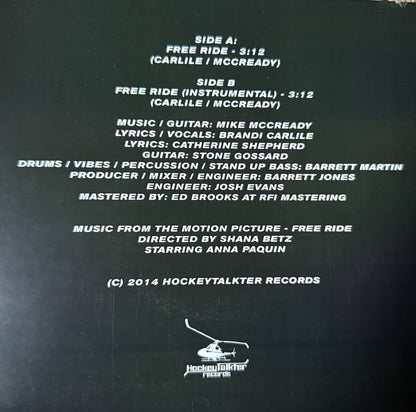 SIDE A:
FREE RIDE - 3:12
(CARLILE / MCCREADY)
SIDE B
FREE RIDE (INSTRUMENTAL) - 3:12
(CARLILE / MCCREADY)
MUSIC / GUITAR: MIKE MCCREADY
LYRICS / VOCALS: BRANDI CARLILE
LYRICS: CATHERINE SHEPHERD
GUITAR: STONE GOSSARD
DRUMS / VIBES / PERCUSSION / STAND UP BASS: BARRETT MARTIN
PRODUCER / MIXER / ENGINEER: BARRETT JONES
ENGINEER: JOSH EVANS
MASTERED BY: ED BROOKS AT RFI MASTERING
MUSIC FROM THE MOTION PICTURE - FREE RIDE
DIRECTED BY SHANA BETZ
STARRING ANNA PAQUIN
(C) 2014 HOCKEYTALKTER RECORDS
HockeyTalkter
records